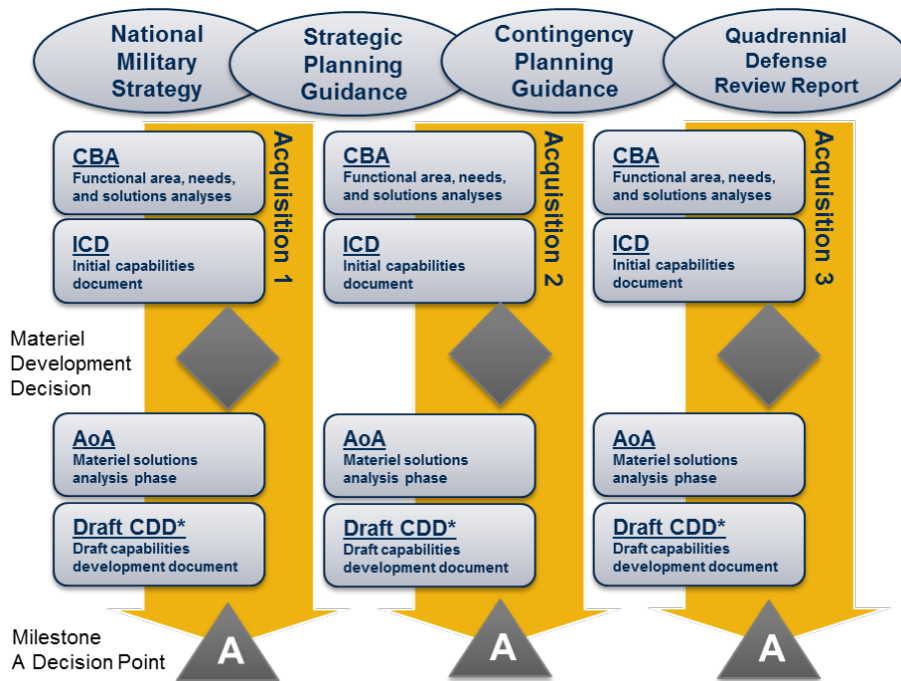 National
Military
Strategy
Strategic
Planning
Guidance
Contingency
Planning
Guidance
Quadrennial
Defense
Review Report
CBA
Functional area, needs,
and solutions analyses
ICD
Initial capabilities
document
Acquisition 1
CBA
Functional area, needs,
and solutions analyses
ICD
Initial capabilities
document
Acquisition 2
CBA
Functional area, needs,
and solutions analyses
ICD
Initial capabilities
document
Acquisition 3
Materiel
Development
Decision
AoA
Materiel solutions
analysis phase
Draft CDD*
Draft capabilities
development document
AoA
Materiel solutions
analysis phase
Draft CDD*
Draft capabilities
development document
AoA
Materiel solutions
analysis phase
Draft CDD*
Draft capabilities
development document
Milestone
A Decision Point
A
A
A